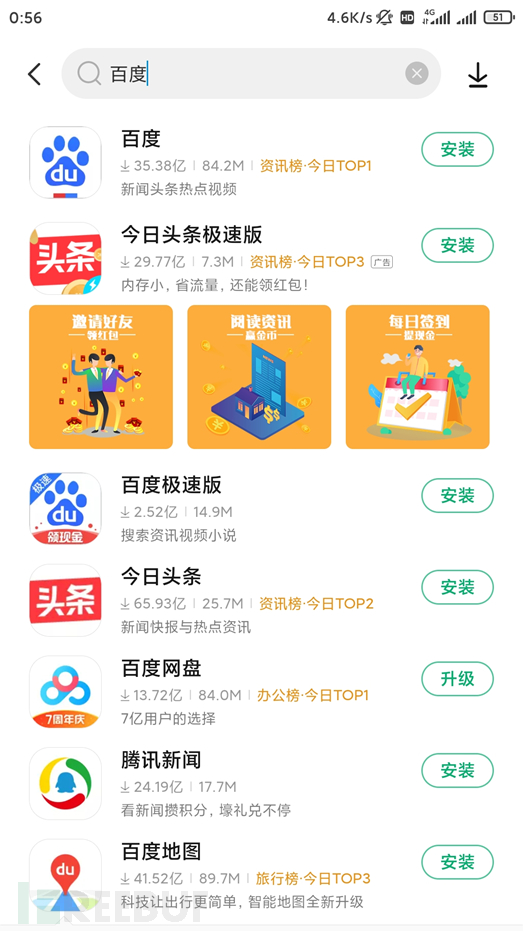 0:56 4.6K/s HD 4G 51
百度
百度
35.38亿 84.2M 资讯榜·今日TOP1
新闻头条热点视频
安装
头条
今日头条极速版
29.77亿 7.3M 资讯榜·今日TOP3 广告
内存小，省流量，还能领红包！
安装
邀请好友
领红包
阅读资讯
赢金币
每日签到
提现金
极速
du
领现金
百度极速版
2.52亿 14.9M
搜索资讯视频小说
安装
头条
今日头条
65.93亿 25.7M 资讯榜·今日TOP2
新闻快报与热点资讯
安装
7周年庆
百度网盘
13.72亿 84.0M 办公榜·今日TOP1
7亿用户的选择
升级
腾讯新闻
24.19亿 17.7M
看新闻攒积分，壕礼兑不停
安装
du
百度地图
41.52亿 89.7M 旅行榜·今日TOP3
科技让出行更简单，智能地图全新升级
安装
FREEBUF